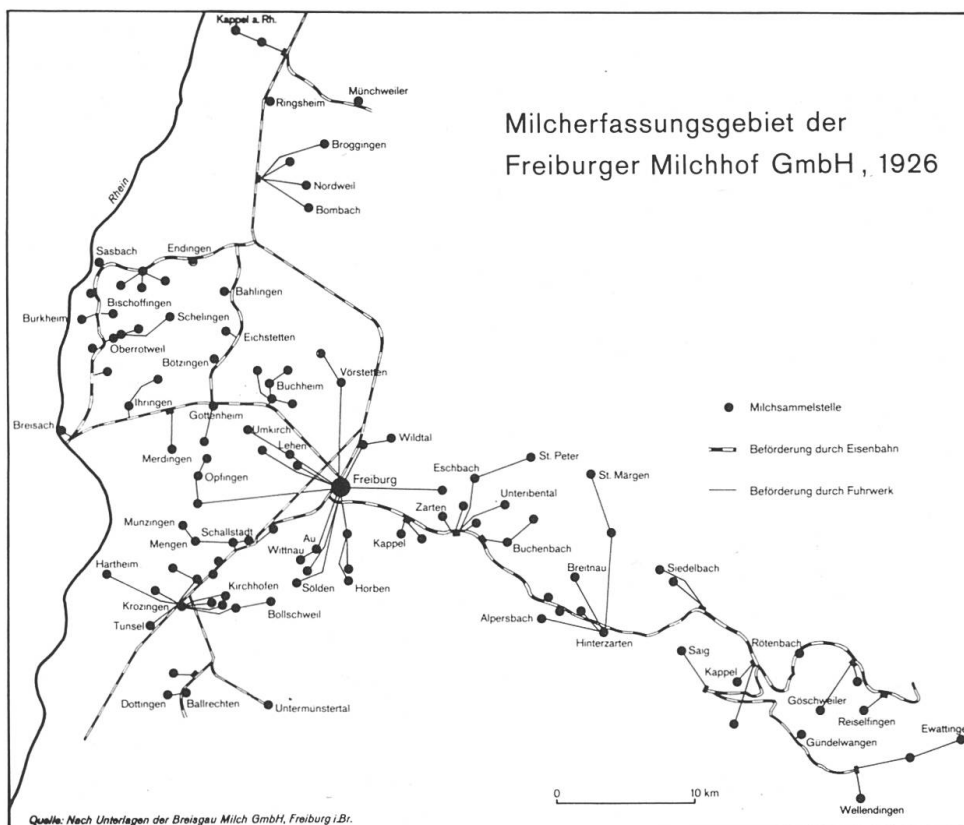 Kappel a. Rh.
Ringsheim
Münchweiler
Milcherfassungsgebiet der
Freiburger Milchhof GmbH, 1926
Broggingen
Nordweil
Bombach
Rhein
Sasbach
Endingen
Bischoffingen
Bahlingen
Burkheim
Schelingen
Eichstetten
Oberrotweil
Bötzingen
Vörstetten
Buchheim
Ihringen
Gottenheim
Milchsammelstelle
Breisach
Umkirch
Wildtal
Merdingen
Lehen
Beförderung durch Eisenbahn
Eschbach
St. Peter
St. Märgen
Opfingen
Freiburg
Unteribental
Beförderung durch Fuhrwerk
Zarten
Munzingen
Schallstadt
Mengen
Au
Wittnau
Kappel
Buchenbach
Hartheim
Breitnau
Siedelbach
Kirchhofen
Sölden
Horben
Krozingen
Bollschweil
Tunsel
Alpersbach
Hinterzarten
Rötenbach
Saig
Kappel
Dottingen
Ballrechten
Untermunstertal
Göschweiler
Reiselfingen
Gündelwangen
Ewattinge
Wellendingen
0 10 km
Quelle: Nach Unterlagen der Breisgau Milch GmbH, Freiburg i.Br.